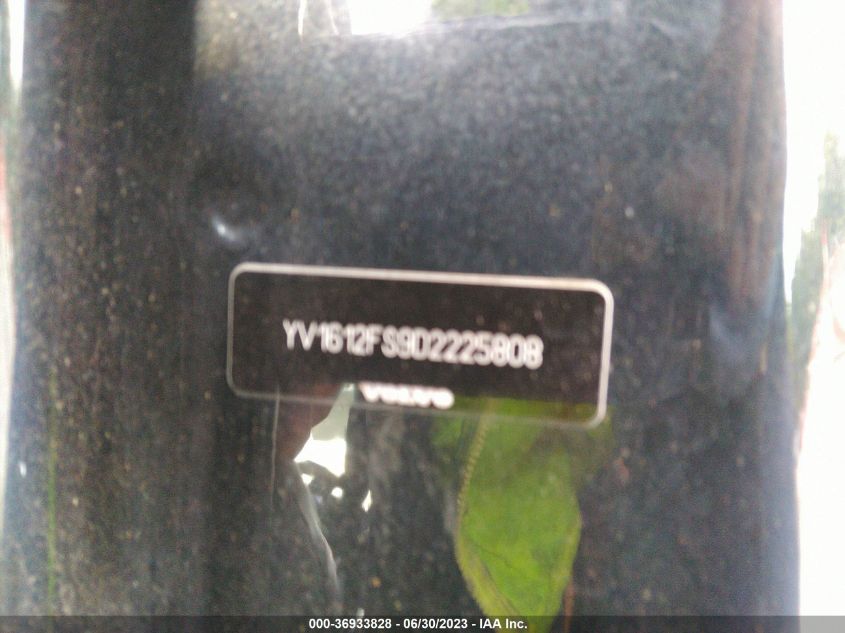 YV1612FS9D2225808
VOLVO
000-36933828 - 06/30/2023 - IAA Inc.